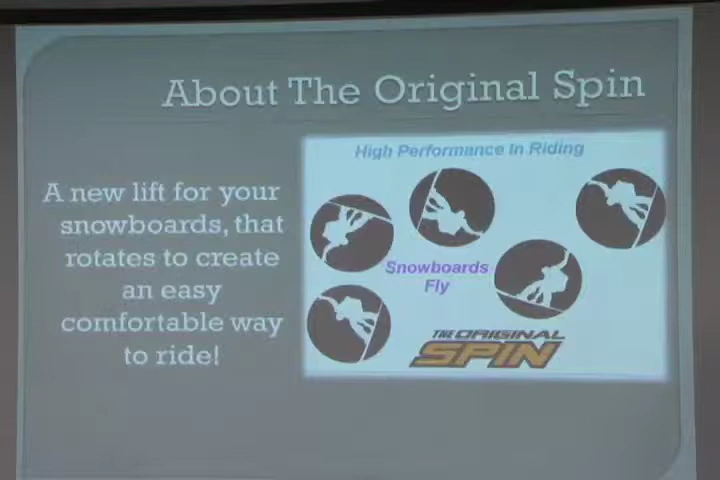 About The Original Spin
High Performance In Riding
A new lift for your
snowboards, that
rotates to create
an easy
comfortable way
to ride!
Snowboards
Fly
THE ORIGINAL
SPIN